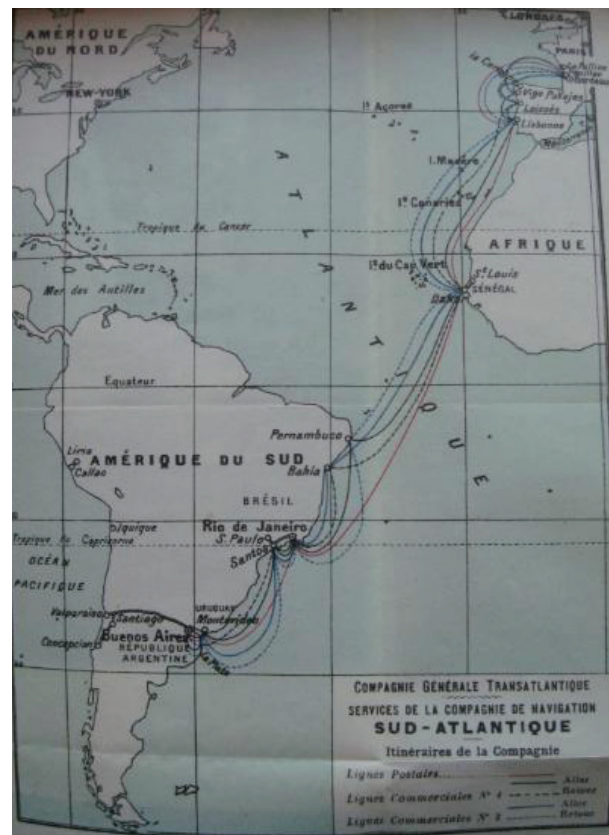 AMÉRIQUE
DU NORD
NEW-YORK
LONDRES
PARIS
la Corogne
Vigo
Leixoës
Lisbonne
Iˢ Açores
I. Madère
Iˢ Canaries
Iˢ du Cap Vert
Tropique du Cancer
Mer des Antilles
ATLANTIQUE
AFRIQUE
Sᵗ Louis
SÉNÉGAL
Dakar
Equateur
Pernambuco
Lima
Callao
AMÉRIQUE DU SUD
Bahia
BRÉSIL
Iquique
Rio de Janeiro
Tropique du Capricorne
S. Paulo
Santos
OCÉAN
PACIFIQUE
Valparaiso
Santiago
URUGUAY
Montevideo
Concepcion
Buenos Aires
RÉPUBLIQUE
ARGENTINE
La Plata
COMPAGNIE GÉNÉRALE TRANSATLANTIQUE
SERVICES DE LA COMPAGNIE DE NAVIGATION
SUD-ATLANTIQUE
Itinéraires de la Compagnie
Lignes Postales
Aller
Lignes Commerciales Nº 1
Retour
Aller
Lignes Commerciales Nº 2
Retour